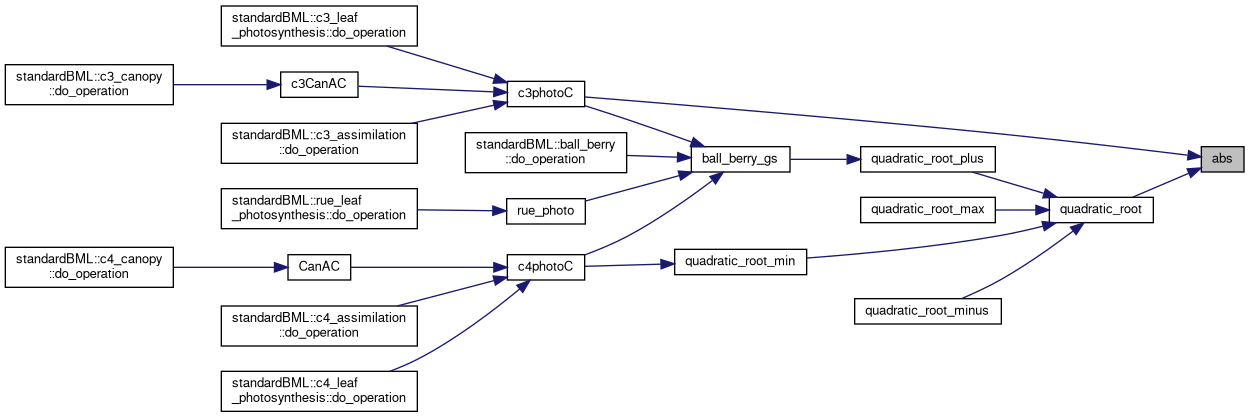 standardBML::c3_leaf
_photosynthesis::do_operation
standardBML::c3_canopy
::do_operation
c3CanAC
c3photoC
standardBML::c3_assimilation
::do_operation
standardBML::ball_berry
::do_operation
ball_berry_gs
quadratic_root_plus
abs
standardBML::rue_leaf
_photosynthesis::do_operation
rue_photo
quadratic_root_max
quadratic_root
standardBML::c4_canopy
::do_operation
CanAC
c4photoC
quadratic_root_min
standardBML::c4_assimilation
::do_operation
quadratic_root_minus
standardBML::c4_leaf
_photosynthesis::do_operation